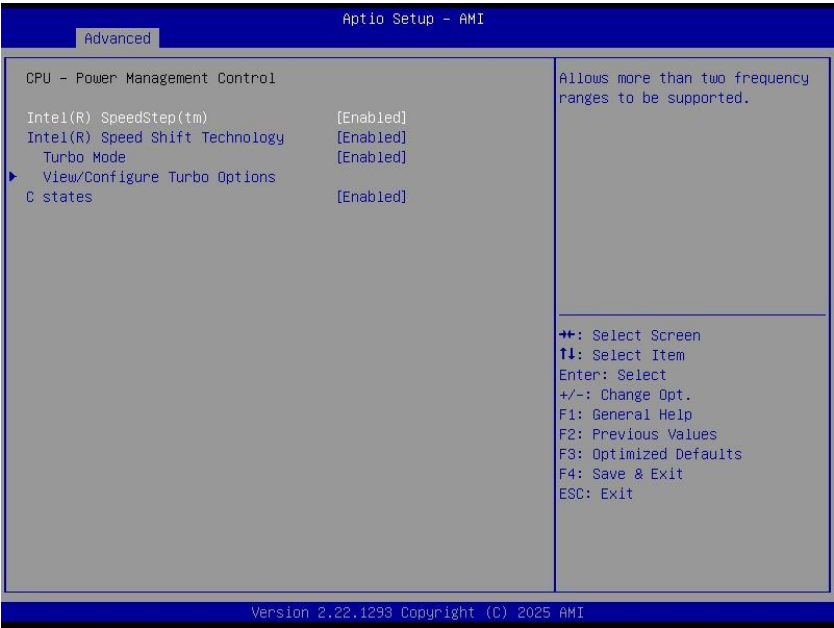 Aptio Setup - AMI
Advanced
CPU - Power Management Control
Intel(R) SpeedStep(tm) [Enabled]
Intel(R) Speed Shift Technology [Enabled]
Turbo Mode [Enabled]
View/Configure Turbo Options
C states [Enabled]
Allows more than two frequency
ranges to be supported.
→←: Select Screen
↑↓: Select Item
Enter: Select
+/-: Change Opt.
F1: General Help
F2: Previous Values
F3: Optimized Defaults
F4: Save & Exit
ESC: Exit
Version 2.22.1293 Copyright (C) 2025 AMI